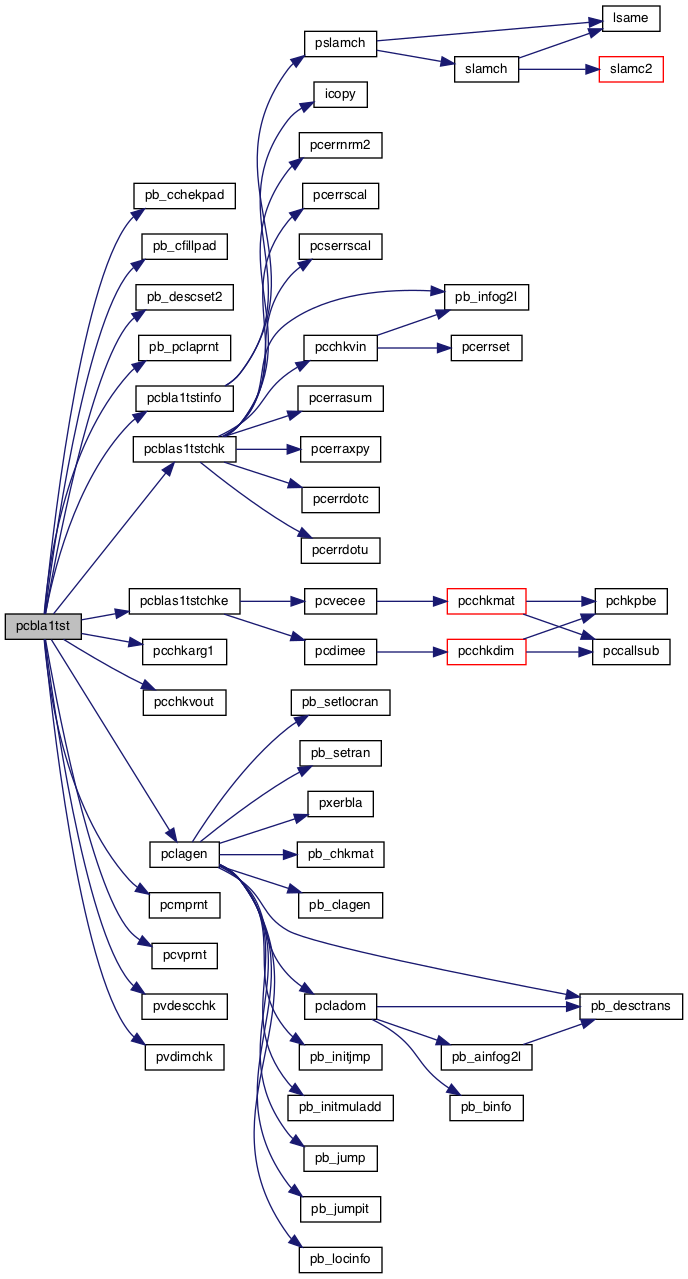 lsame
pslamch
slamch
slamc2
icopy
pcerrnrm2
pcerrscal
pb_cchekpad
pb_cfillpad
pcserrscal
pb_descset2
pb_infog2l
pb_pclaprnt
pcchkvin
pcerrset
pcbla1tstinfo
pcerrasum
pcblas1tstchk
pcerraxpy
pcerrdotc
pcerrdotu
pcblas1tstchke
pcvecee
pcchkmat
pchkpbe
pcbla1tst
pcchkarg1
pcdimee
pcchkdim
pccallsub
pcchkvout
pb_setlocran
pb_setran
pxerbla
pclagen
pb_chkmat
pcmprnt
pb_clagen
pcvprnt
pvdescchk
pcladom
pb_desctrans
pvdimchk
pb_initjmp
pb_ainfog2l
pb_initmuladd
pb_binfo
pb_jump
pb_jumpit
pb_locinfo